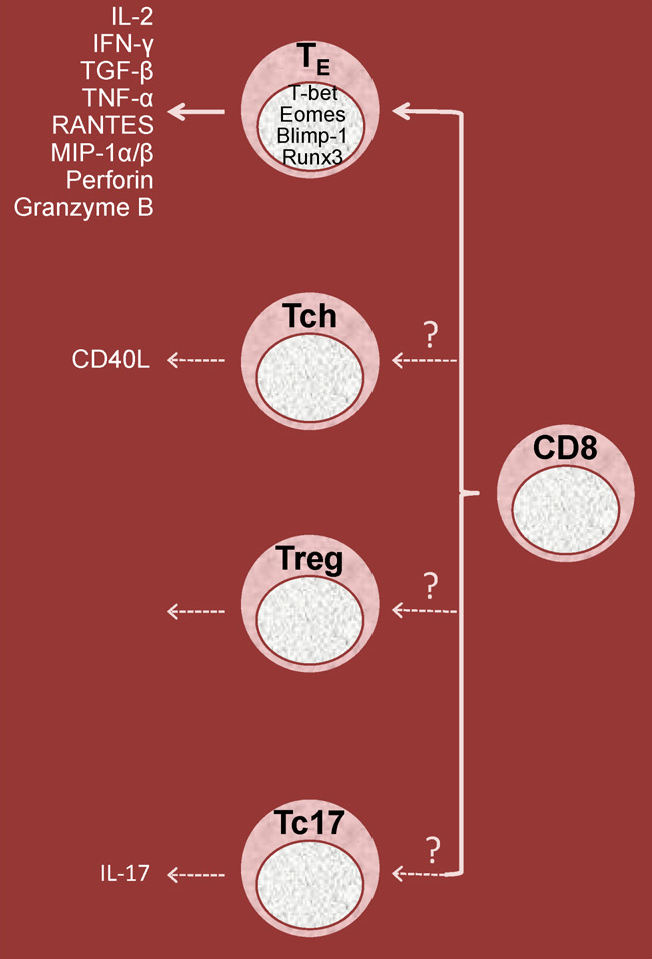 IL-2
IFN-γ
TGF-β
TNF-α
RANTES
MIP-1α/β
Perforin
Granzyme B
TE
T-bet
Eomes
Blimp-1
Runx3
Tch
?
CD40L
CD8
Treg
?
Tc17
?
IL-17